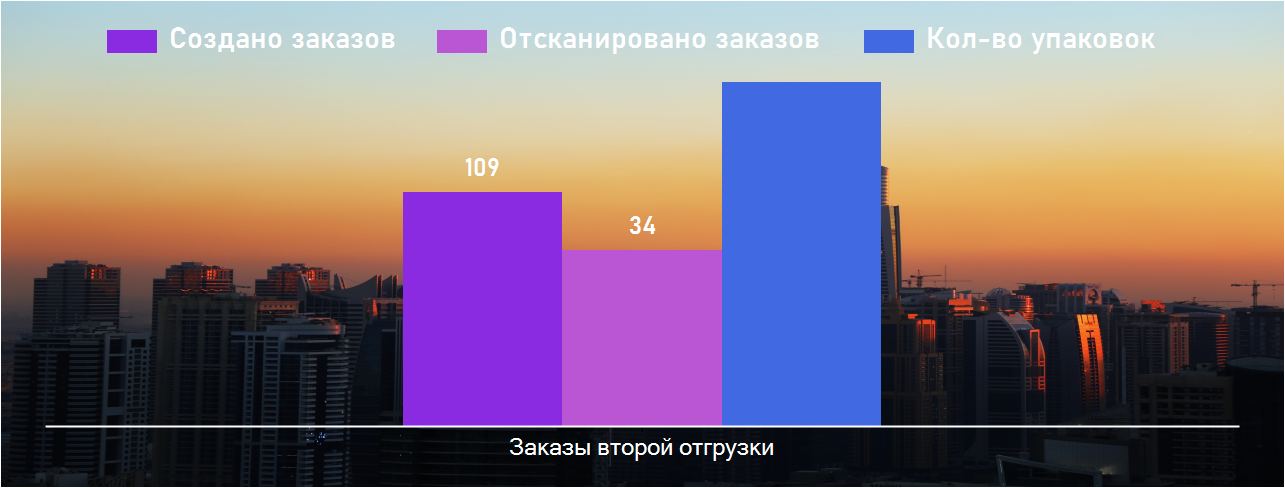 Создано заказов Отсканировано заказов Кол-во упаковок
109
34
Заказы второй отгрузки